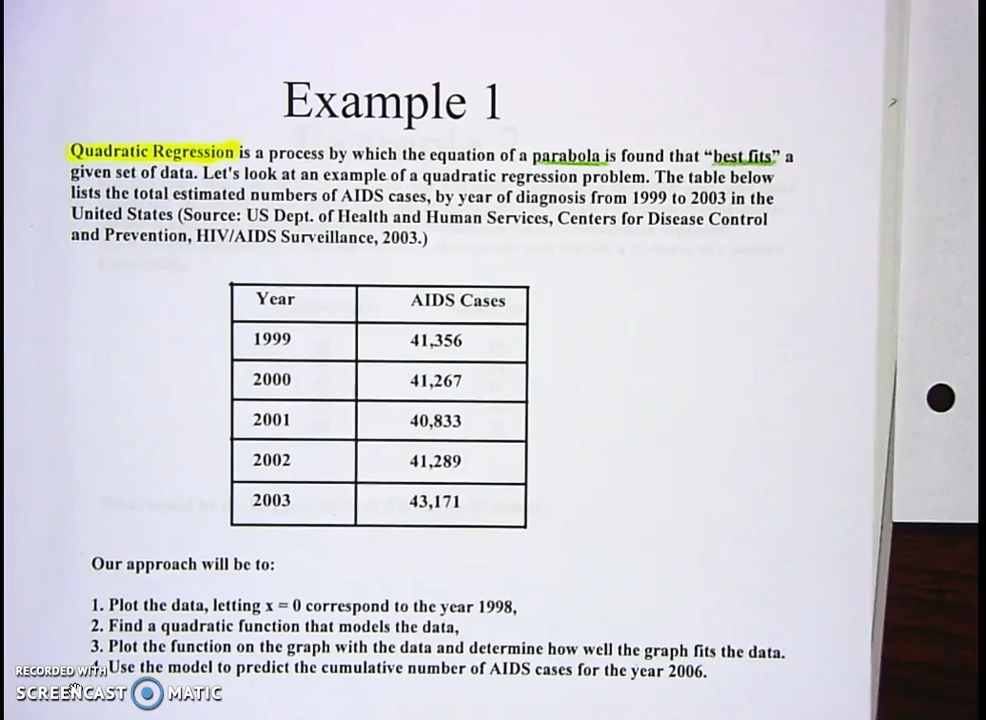 Example 1
Quadratic Regression is a process by which the equation of a parabola is found that “best fits” a
given set of data. Let's look at an example of a quadratic regression problem. The table below
lists the total estimated numbers of AIDS cases, by year of diagnosis from 1999 to 2003 in the
United States (Source: US Dept. of Health and Human Services, Centers for Disease Control
and Prevention, HIV/AIDS Surveillance, 2003.)
Year AIDS Cases
1999 41,356
2000 41,267
2001 40,833
2002 41,289
2003 43,171
Our approach will be to:
1. Plot the data, letting x = 0 correspond to the year 1998,
2. Find a quadratic function that models the data,
3. Plot the function on the graph with the data and determine how well the graph fits the data.
4. Use the model to predict the cumulative number of AIDS cases for the year 2006.
RECORDED WITH
SCREENCAST MATIC